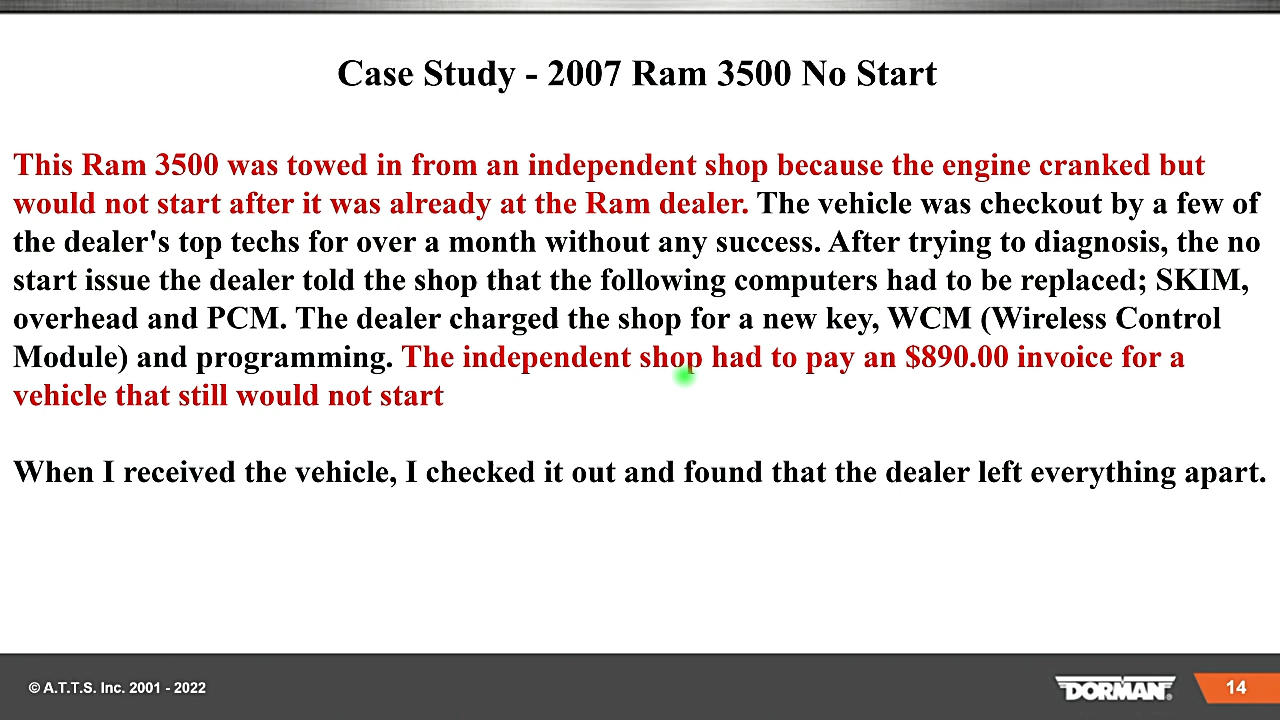 Case Study - 2007 Ram 3500 No Start
This Ram 3500 was towed in from an independent shop because the engine cranked but
would not start after it was already at the Ram dealer. The vehicle was checkout by a few of
the dealer's top techs for over a month without any success. After trying to diagnosis, the no
start issue the dealer told the shop that the following computers had to be replaced; SKIM,
overhead and PCM. The dealer charged the shop for a new key, WCM (Wireless Control
Module) and programming. The independent shop had to pay an $890.00 invoice for a
vehicle that still would not start
When I received the vehicle, I checked it out and found that the dealer left everything apart.
© A.T.T.S. Inc. 2001 - 2022
DORMAN®
14